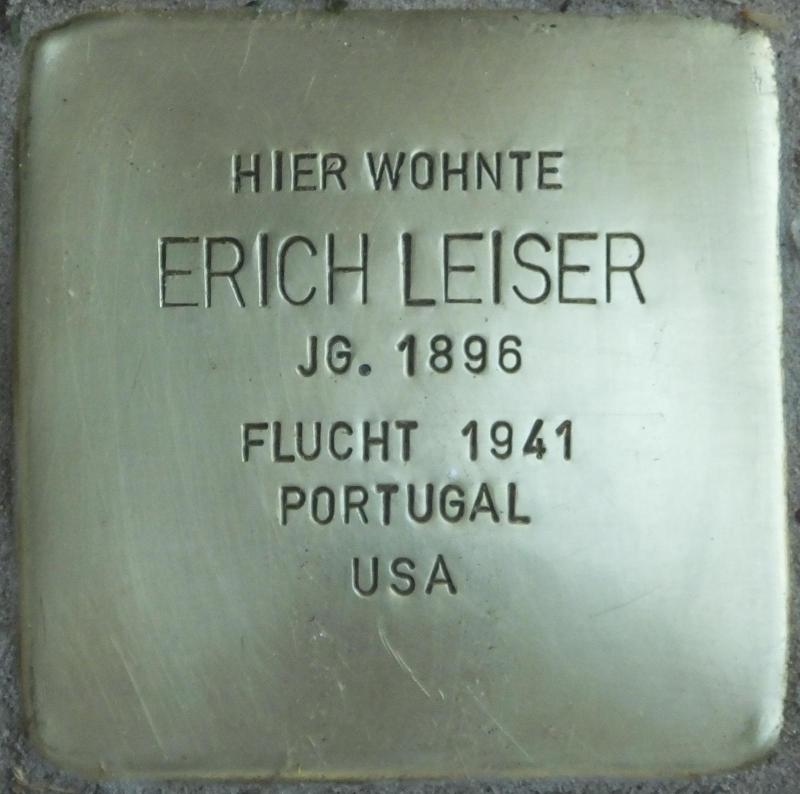 HIER WOHNTE
ERICH LEISER
JG. 1896
FLUCHT 1941
PORTUGAL
USA